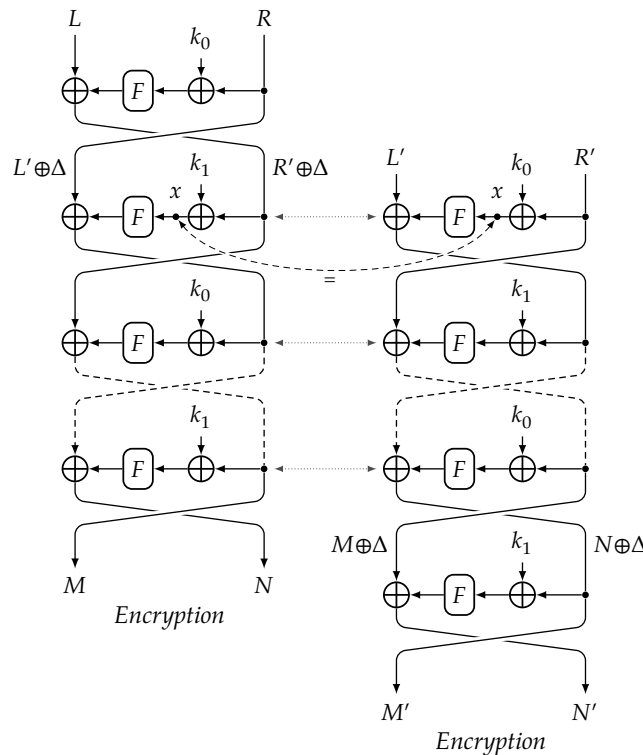 L R
k₀
F
L'⊕Δ R'⊕Δ L' R'
k₁ k₀
x x
F F
=
k₀ k₁
F F
k₁ k₀
F F
M⊕Δ N⊕Δ
k₁
M N
F
Encryption
M' N'
Encryption